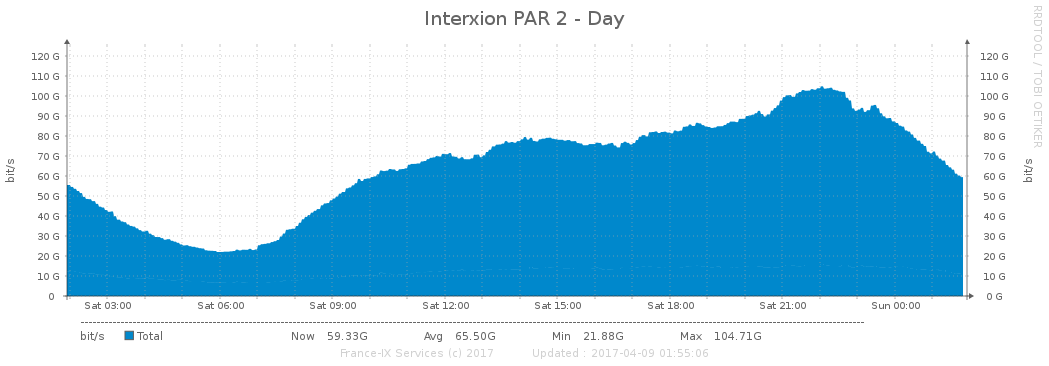 Interxion PAR 2 - Day
RRDTOOL / TOBI OETIKER
bit/s
120 G
110 G
100 G
90 G
80 G
70 G
60 G
50 G
40 G
30 G
20 G
10 G
0
120 G
110 G
100 G
90 G
80 G
70 G
60 G
50 G
40 G
30 G
20 G
10 G
0 G
bit/s
Sat 03:00 Sat 06:00 Sat 09:00 Sat 12:00 Sat 15:00 Sat 18:00 Sat 21:00 Sun 00:00
bit/s Total Now 59.33G Avg 65.50G Min 21.88G Max 104.71G
France-IX Services (c) 2017 Updated : 2017-04-09 01:55:06